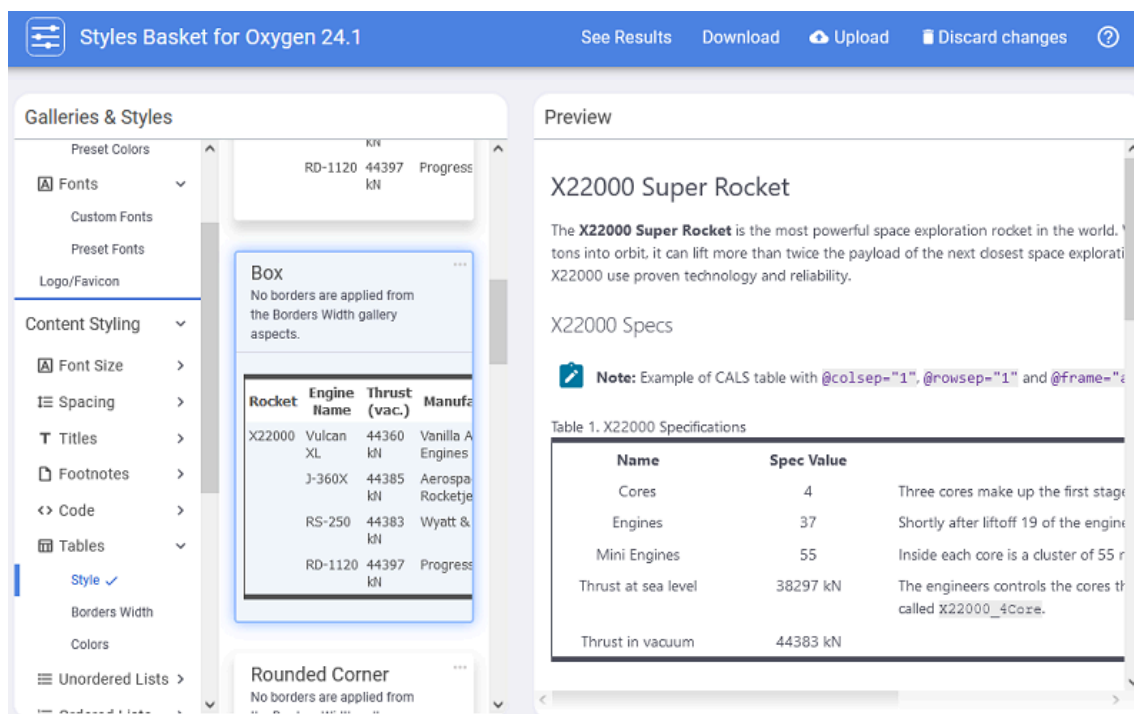 Styles Basket for Oxygen 24.1
See Results
Download
Upload
Discard changes
Galleries & Styles
Preset Colors
Fonts
Custom Fonts
Preset Fonts
Logo/Favicon
Content Styling
Font Size
Spacing
Titles
Footnotes
Code
Tables
Style
Borders Width
Colors
Unordered Lists
kN
RD-1120 44397 Progress
kN
Box
No borders are applied from
the Borders Width gallery
aspects.
Rocket Engine Name Thrust (vac.) Manufa
X22000 Vulcan 44360 Vanilla A
XL kN Engines
J-360X 44385 Aerospa
kN Rocketje
RS-250 44383 Wyatt &
kN
RD-1120 44397 Progress
kN
Rounded Corner
No borders are applied from
Preview
X22000 Super Rocket
The X22000 Super Rocket is the most powerful space exploration rocket in the world.
tons into orbit, it can lift more than twice the payload of the next closest space explorati
X22000 use proven technology and reliability.
X22000 Specs
Note: Example of CALS table with @colsep="1", @rowsep="1" and @frame="a
Table 1. X22000 Specifications
Name Spec Value
Cores 4 Three cores make up the first stage
Engines 37 Shortly after liftoff 19 of the engine
Mini Engines 55 Inside each core is a cluster of 55 r
Thrust at sea level 38297 kN The engineers controls the cores th
called X22000_4Core.
Thrust in vacuum 44383 kN